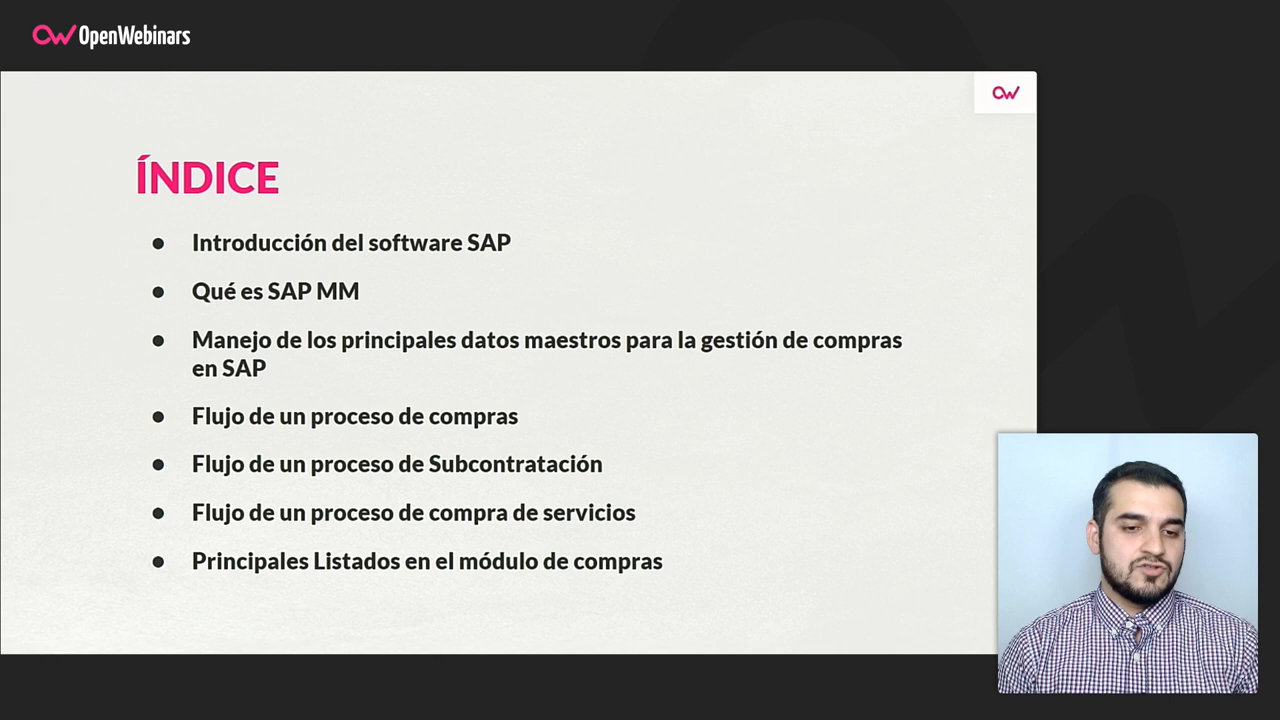 OpenWebinars
ÍNDICE
● Introducción del software SAP
● Qué es SAP MM
● Manejo de los principales datos maestros para la gestión de compras
en SAP
● Flujo de un proceso de compras
● Flujo de un proceso de Subcontratación
● Flujo de un proceso de compra de servicios
● Principales Listados en el módulo de compras